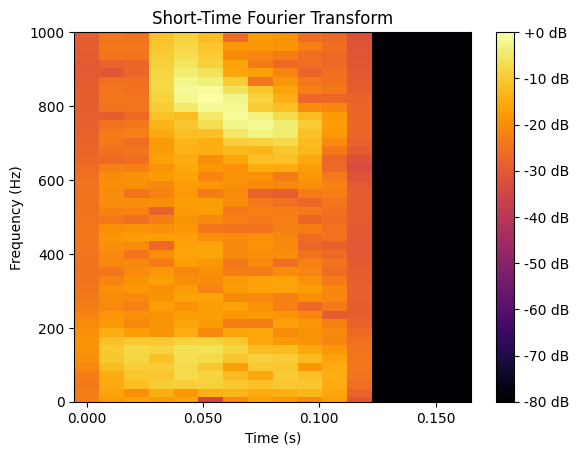 Short-Time Fourier Transform
Frequency (Hz)
1000
800
600
400
200
0
0.000
0.050
0.100
0.150
Time (s)
+0 dB
-10 dB
-20 dB
-30 dB
-40 dB
-50 dB
-60 dB
-70 dB
-80 dB